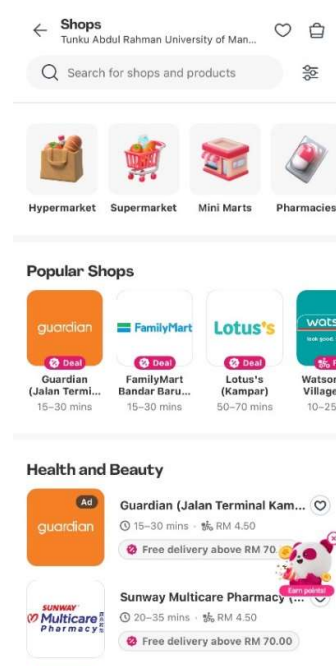 Shops
Tunku Abdul Rahman University of Man...
Search for shops and products
Hypermarket Supermarket Mini Marts Pharmacies
Popular Shops
guardian FamilyMart Lotus's wats
look good.
Deal Deal Deal
Guardian FamilyMart Lotus's Watson
(Jalan Termi... Bandar Baru... (Kampar) Village
15–30 mins 15–30 mins 50–70 mins 10–25
Health and Beauty
Ad
guardian
Guardian (Jalan Terminal Kam...
15–30 mins · RM 4.50
Free delivery above RM 70.
Earn points!
SUNWAY
Multicare
Pharmacy
Sunway Multicare Pharmacy (...
20–35 mins · RM 4.50
Free delivery above RM 70.00